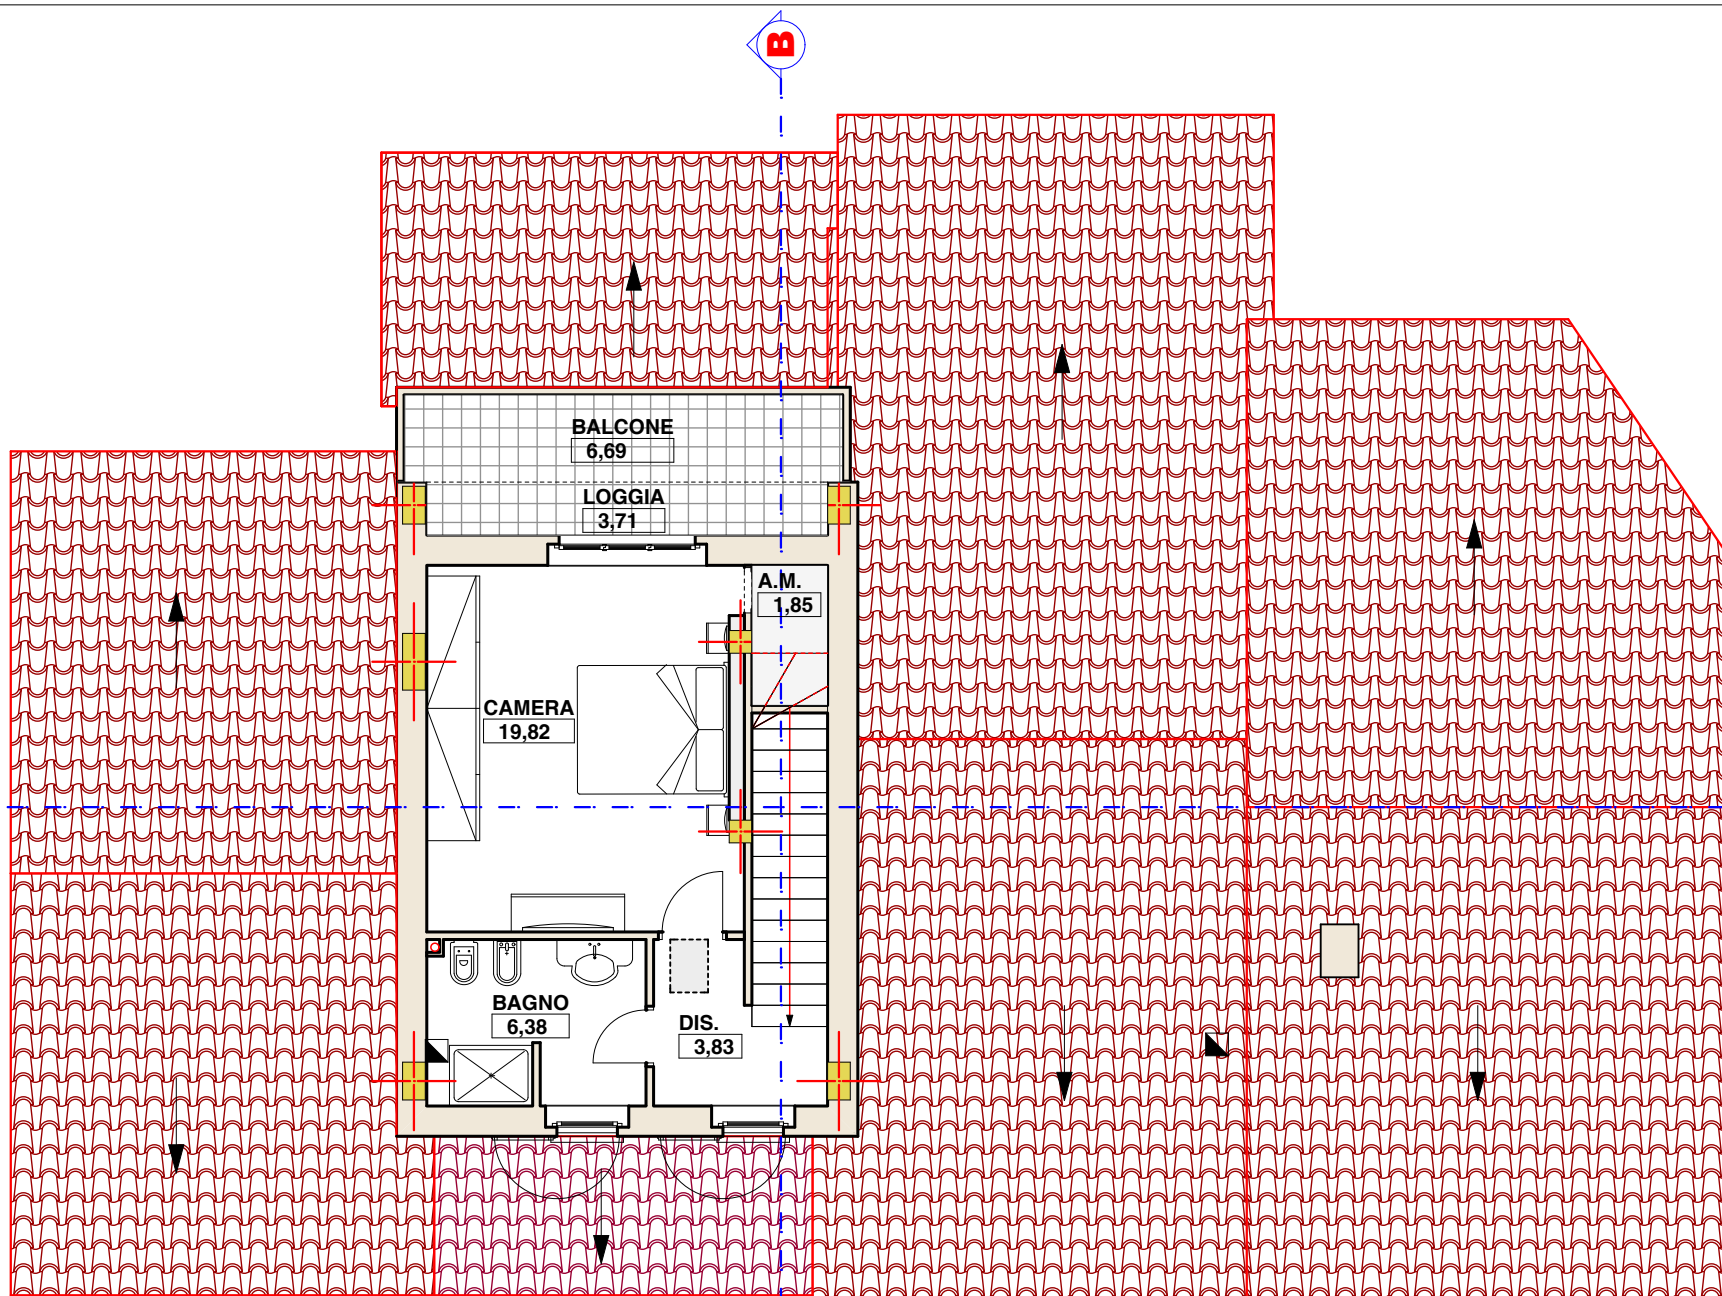 B
BALCONE
6,69
LOGGIA
3,71
A.M.
1,85
CAMERA
19,82
BAGNO
6,38
DIS.
3,83